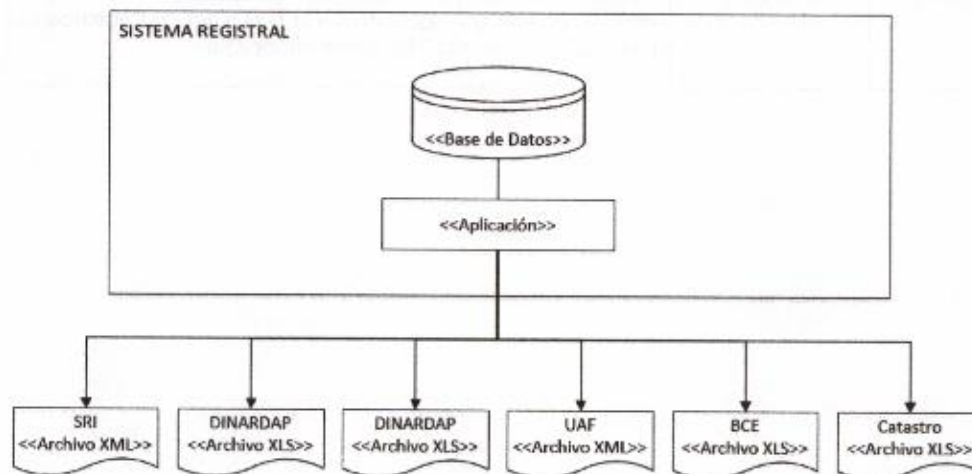 SISTEMA REGISTRAL
<<Base de Datos>>
<<Aplicación>>
SRI
<<Archivo XML>>
DINARDAP
<<Archivo XLS>>
DINARDAP
<<Archivo XLS>>
UAF
<<Archivo XML>>
BCE
<<Archivo XLS>>
Catastro
<<Archivo XLS>>